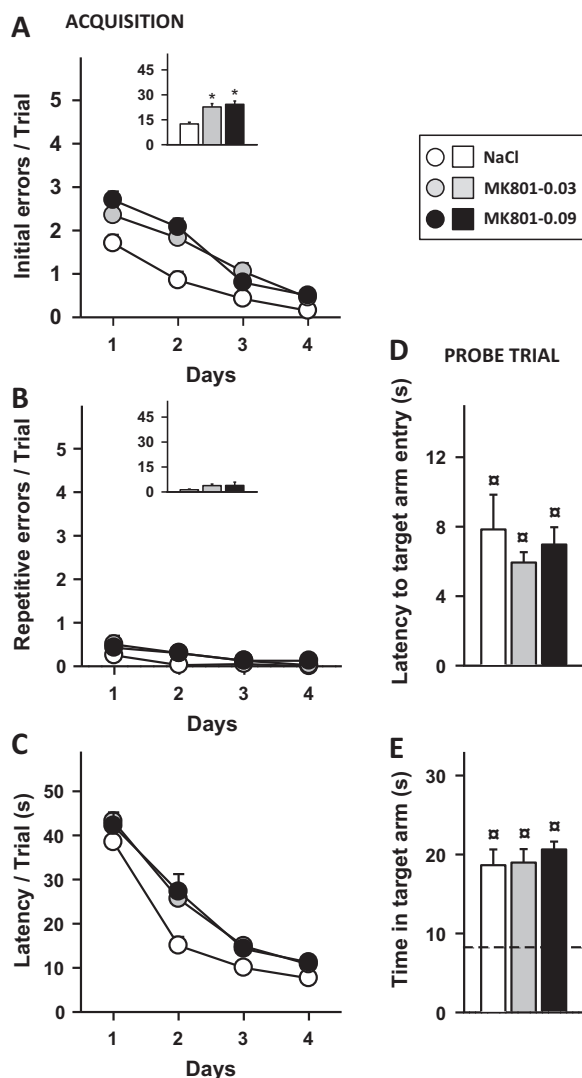 A ACQUISITION
Initial errors / Trial
5
4
3
2
1
0
45
30
15
0
* *
1 2 3 4
Days
NaCl
MK801-0.03
MK801-0.09
B
Repetitive errors / Trial
5
4
3
2
1
0
45
30
15
0
1 2 3 4
Days
C
Latency / Trial (s)
50
40
30
20
10
0
1 2 3 4
Days
D PROBE TRIAL
Latency to target arm entry (s)
12
8
6
4
0
¤ ¤ ¤
E
Time in target arm (s)
30
20
10
0
¤ ¤ ¤